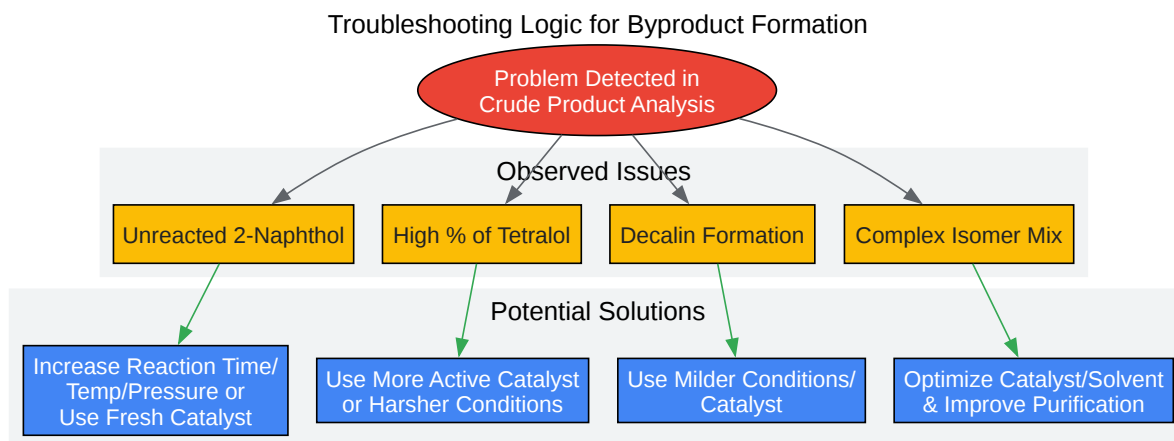 Troubleshooting Logic for Byproduct Formation
Problem Detected in
Crude Product Analysis
Observed Issues
Unreacted 2-Naphthol
High % of Tetralol
Decalin Formation
Complex Isomer Mix
Potential Solutions
Increase Reaction Time/
Temp/Pressure or
Use Fresh Catalyst
Use More Active Catalyst
or Harsher Conditions
Use Milder Conditions/
Catalyst
Optimize Catalyst/Solvent
& Improve Purification